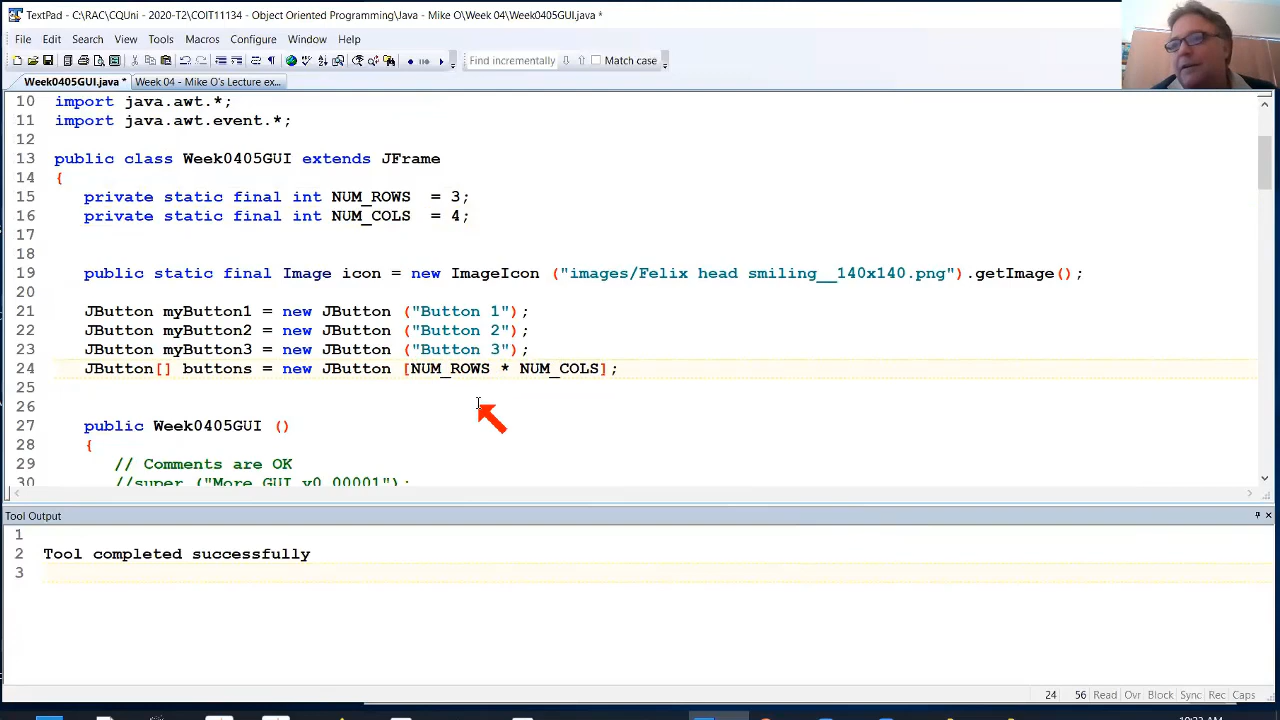 TextPad - C:\RAC\CQUni - 2020-T2\COIT11134 - Object Oriented Programming\Java - Mike O\Week 04\Week0405GUI.java *
File Edit Search View Tools Macros Configure Window Help
Find incrementally Match case
Week0405GUI.java * Week 04 - Mike O's Lecture ex...
10 import java.awt.*;
11 import java.awt.event.*;
12
13 public class Week0405GUI extends JFrame
14 {
15 private static final int NUM_ROWS = 3;
16 private static final int NUM_COLS = 4;
17
18
19 public static final Image icon = new ImageIcon ("images/Felix head smiling__140x140.png").getImage();
20
21 JButton myButton1 = new JButton ("Button 1");
22 JButton myButton2 = new JButton ("Button 2");
23 JButton myButton3 = new JButton ("Button 3");
24 JButton[] buttons = new JButton [NUM_ROWS * NUM_COLS];
25
26
27 public Week0405GUI ()
28 {
29 // Comments are OK
30 //super ("More GUI v0.00001");
Tool Output
1
2 Tool completed successfully
3
24 56 Read Ovr Block Sync Rec Caps